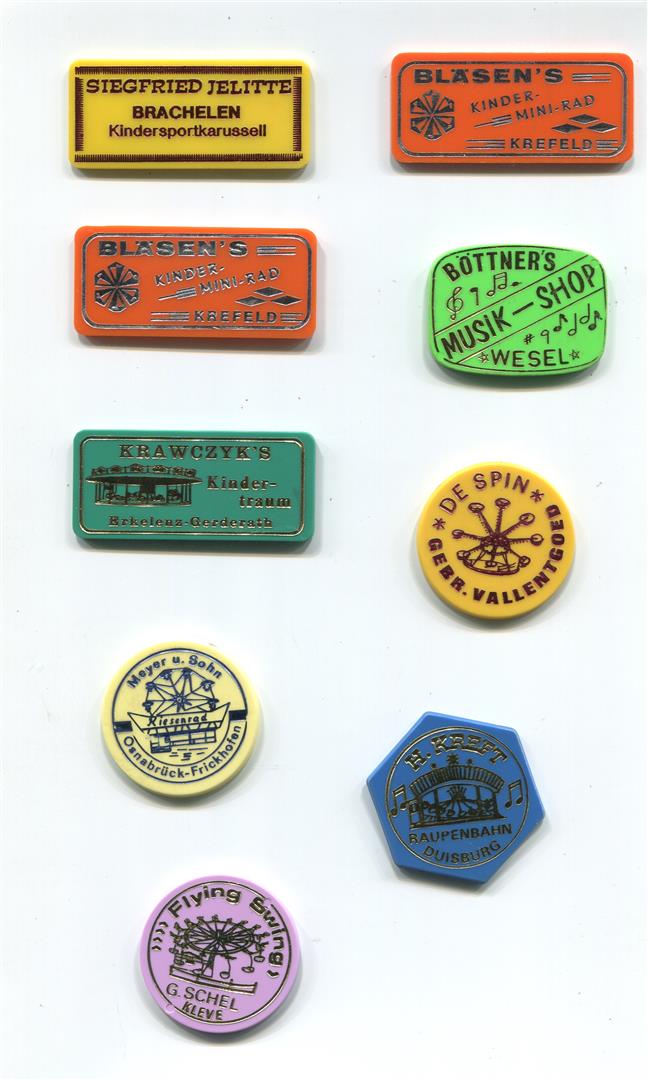 SIEGFRIED JELITTE
BRACHELEN
Kindersportkarussell
BLÄSEN'S
KINDER-
MINI-RAD
KREFELD
BLÄSEN'S
KINDER-
MINI-RAD
KREFELD
BÖTTNER'S
MUSiK-SHOP
WESEL
KRAWCZYK'S
Kinder-
traum
Erkelenz-Gerderath
DE SPIN
GEBR. VALLENTGOED
Meyer u. Sohn
Riesenrad
Osnabrück-Frickhofen
H. KREFT
RAUPENBAHN
DUISBURG
Flying Swing
G. SCHEL
KLEVE